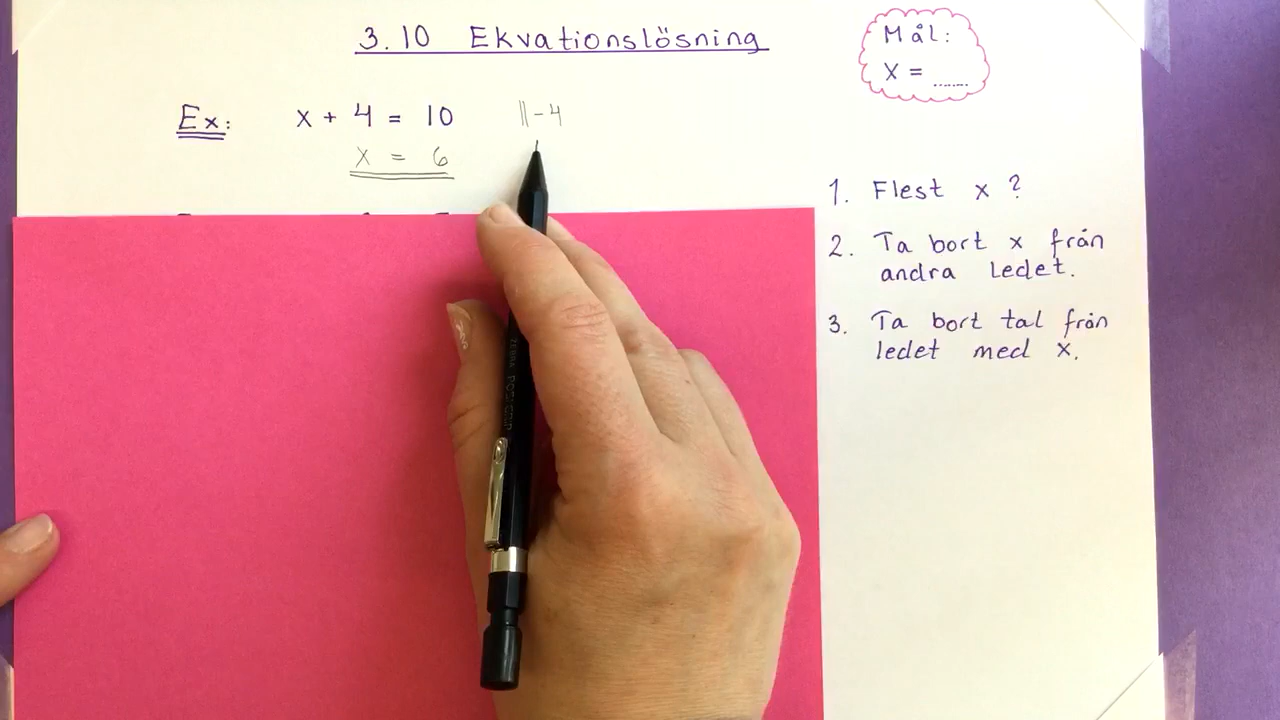 3.10 Ekvationslösning
Mål:
x = .......
Ex: x + 4 = 10 ||-4
x = 6
1. Flest x ?
2. Ta bort x från
andra ledet.
3. Ta bort tal från
ledet med x.